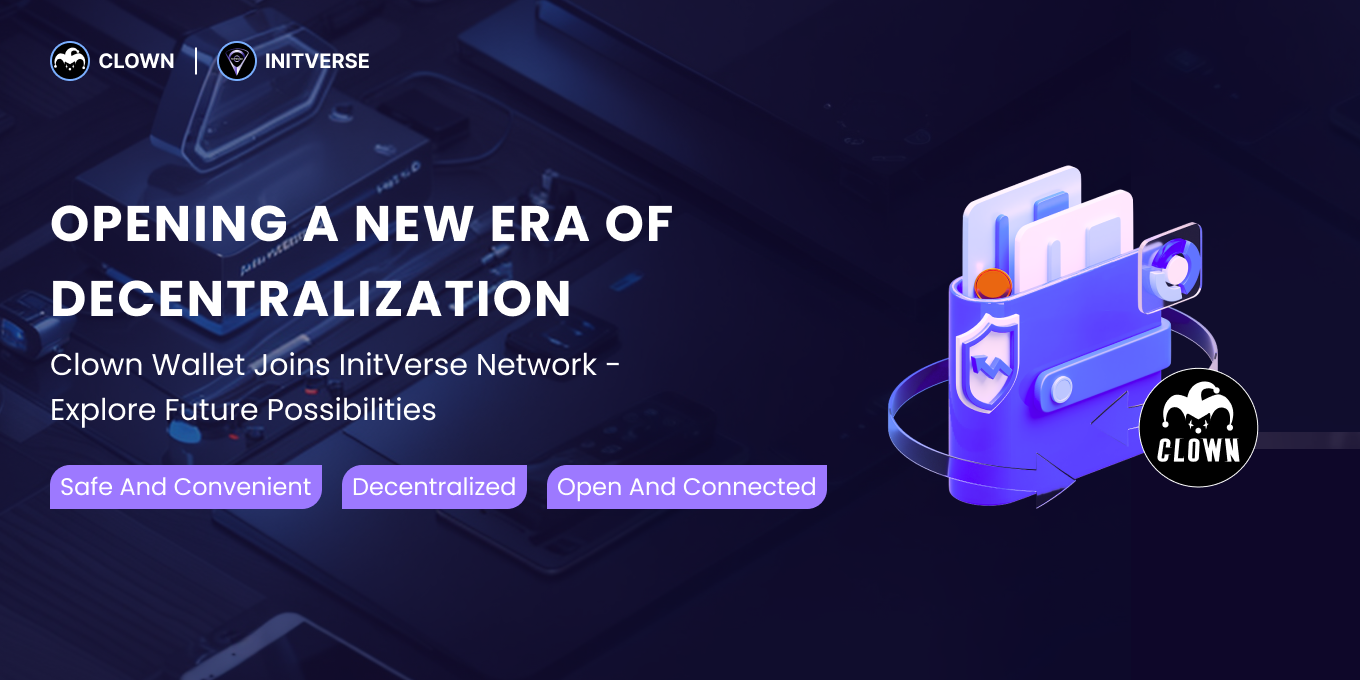 CLOWN | INITVERSE
OPENING A NEW ERA OF
DECENTRALIZATION
Clown Wallet Joins InitVerse Network -
Explore Future Possibilities
Safe And Convenient
Decentralized
Open And Connected
CLOWN